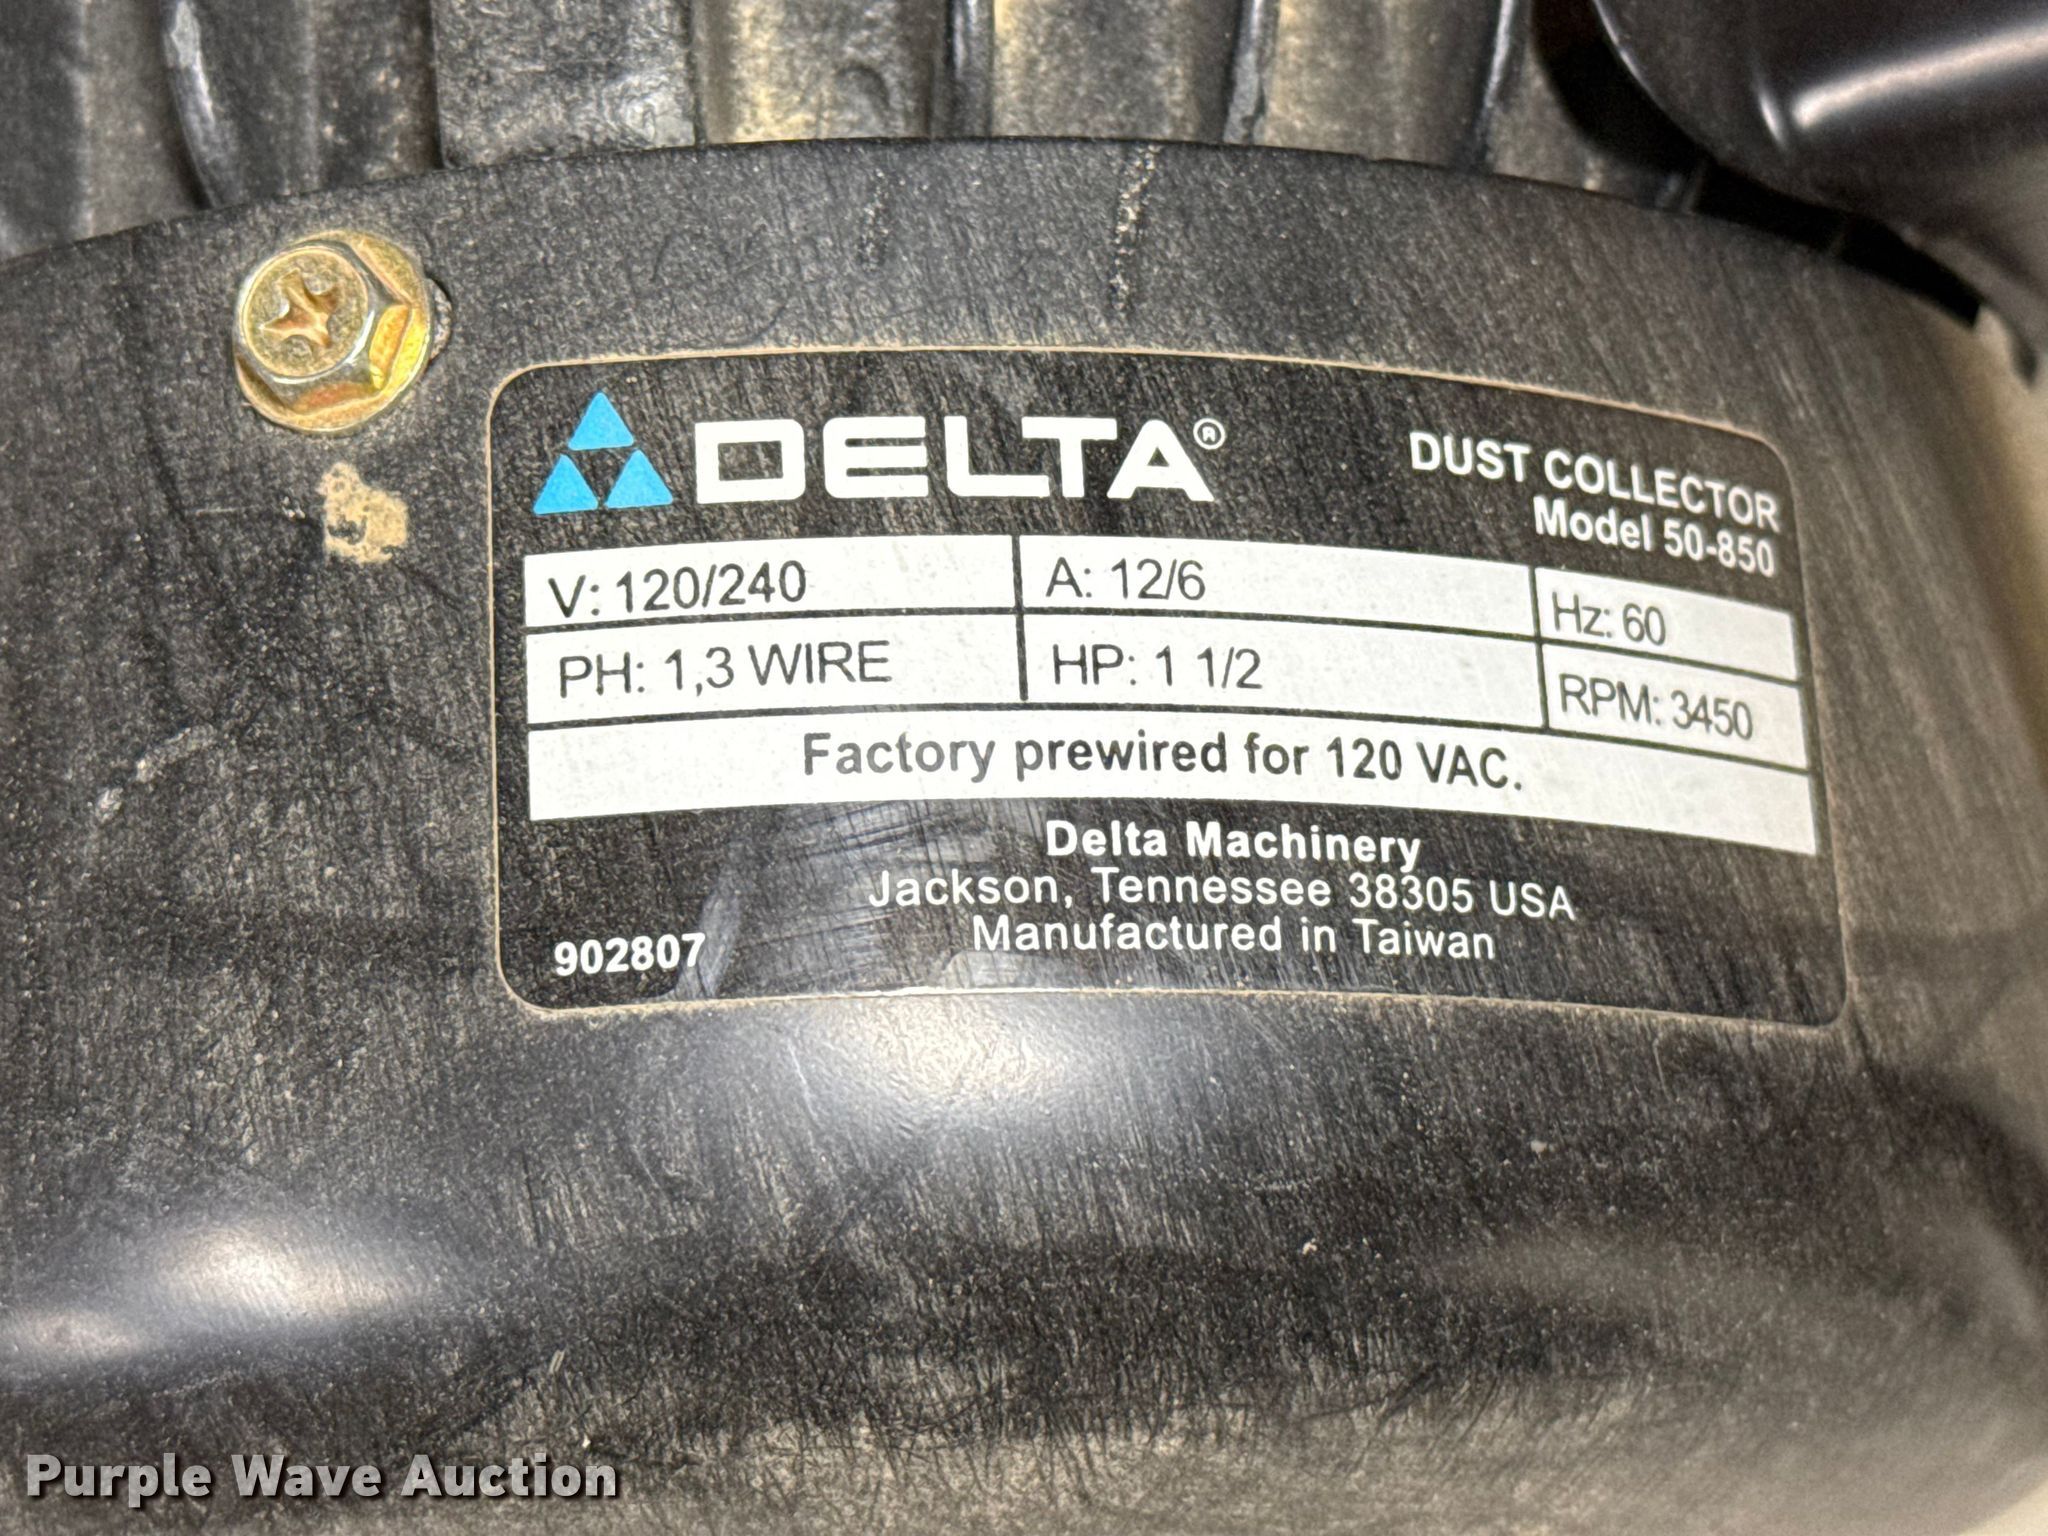 DELTA®
DUST COLLECTOR
Model 50-850
V: 120/240
A: 12/6
Hz: 60
PH: 1,3 WIRE
HP: 1 1/2
RPM: 3450
Factory prewired for 120 VAC.
Delta Machinery
Jackson, Tennessee 38305 USA
Manufactured in Taiwan
902807
Purple Wave Auction